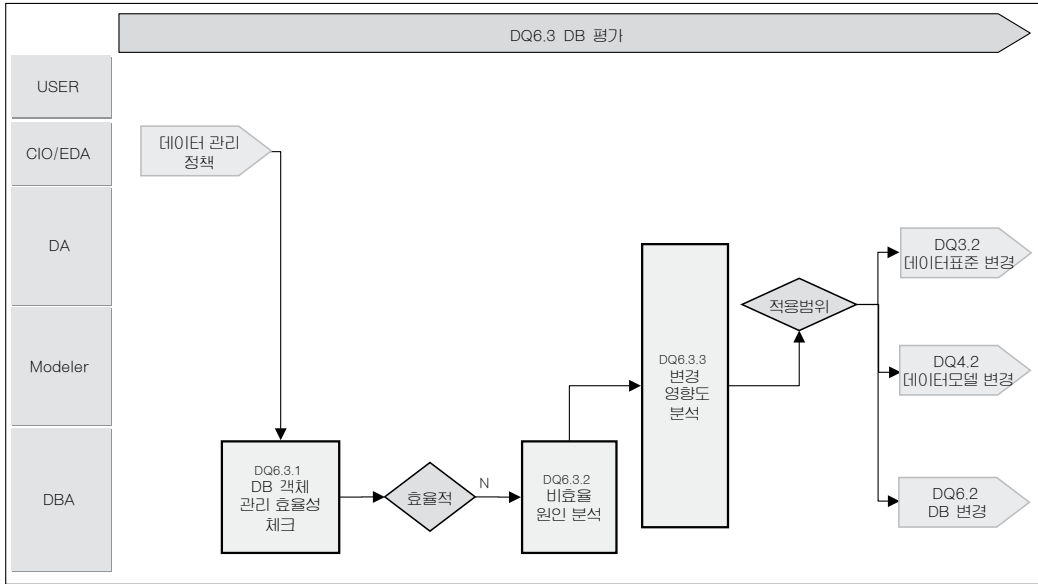 DQ6.3 DB 평가
USER
CIO/EDA
데이터 관리
정책
DA
DQ3.2
데이터표준 변경
적용범위
Modeler
DQ6.3.3
변경
영향도
분석
DQ4.2
데이터모델 변경
DBA
DQ6.3.1
DB 객체
관리 효율성
체크
효율적
N
DQ6.3.2
비효율
원인 분석
DQ6.2
DB 변경